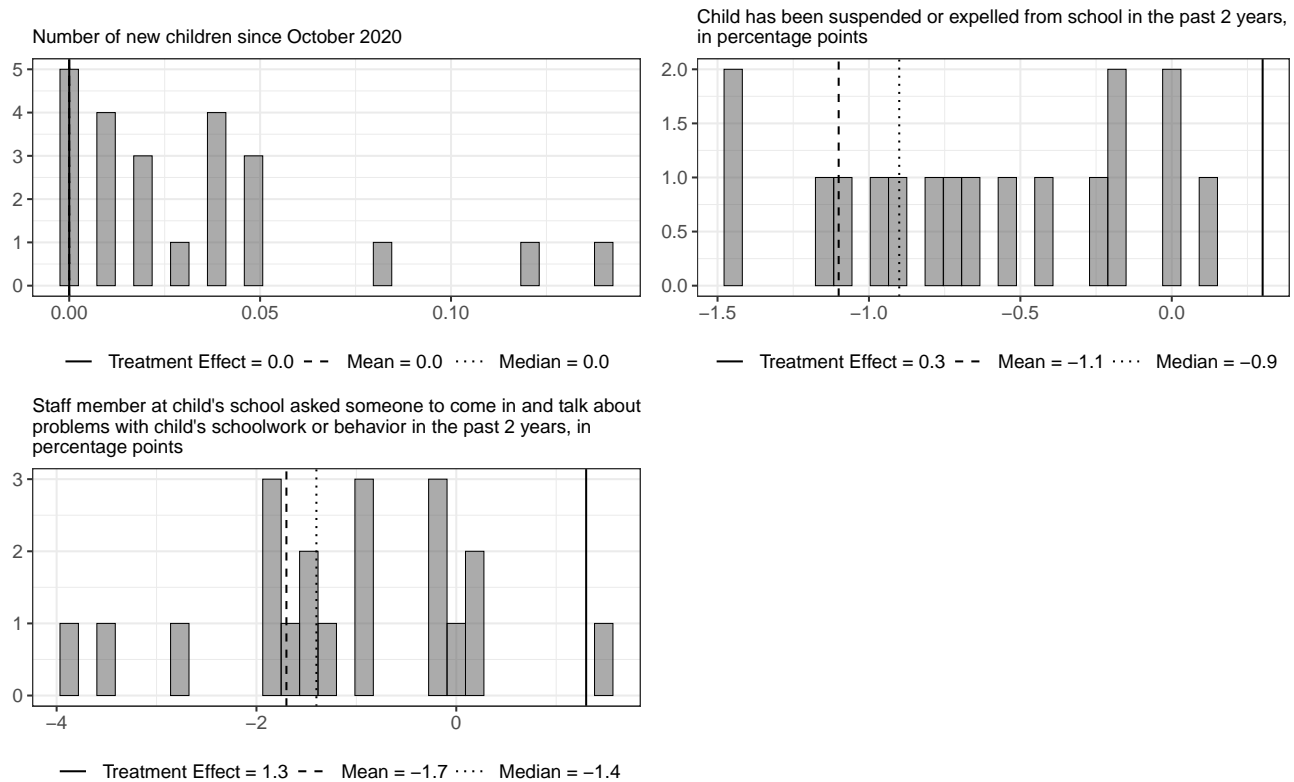 Number of new children since October 2020
5
4
3
2
1
0
0.00 0.05 0.10
Treatment Effect = 0.0 Mean = 0.0 Median = 0.0
Child has been suspended or expelled from school in the past 2 years,
in percentage points
2.0
1.5
1.0
0.5
0.0
−1.5 −1.0 −0.5 0.0
Treatment Effect = 0.3 Mean = −1.1 Median = −0.9
Staff member at child's school asked someone to come in and talk about
problems with child's schoolwork or behavior in the past 2 years, in
percentage points
3
2
1
0
−4 −2 0
Treatment Effect = 1.3 Mean = −1.7 Median = −1.4